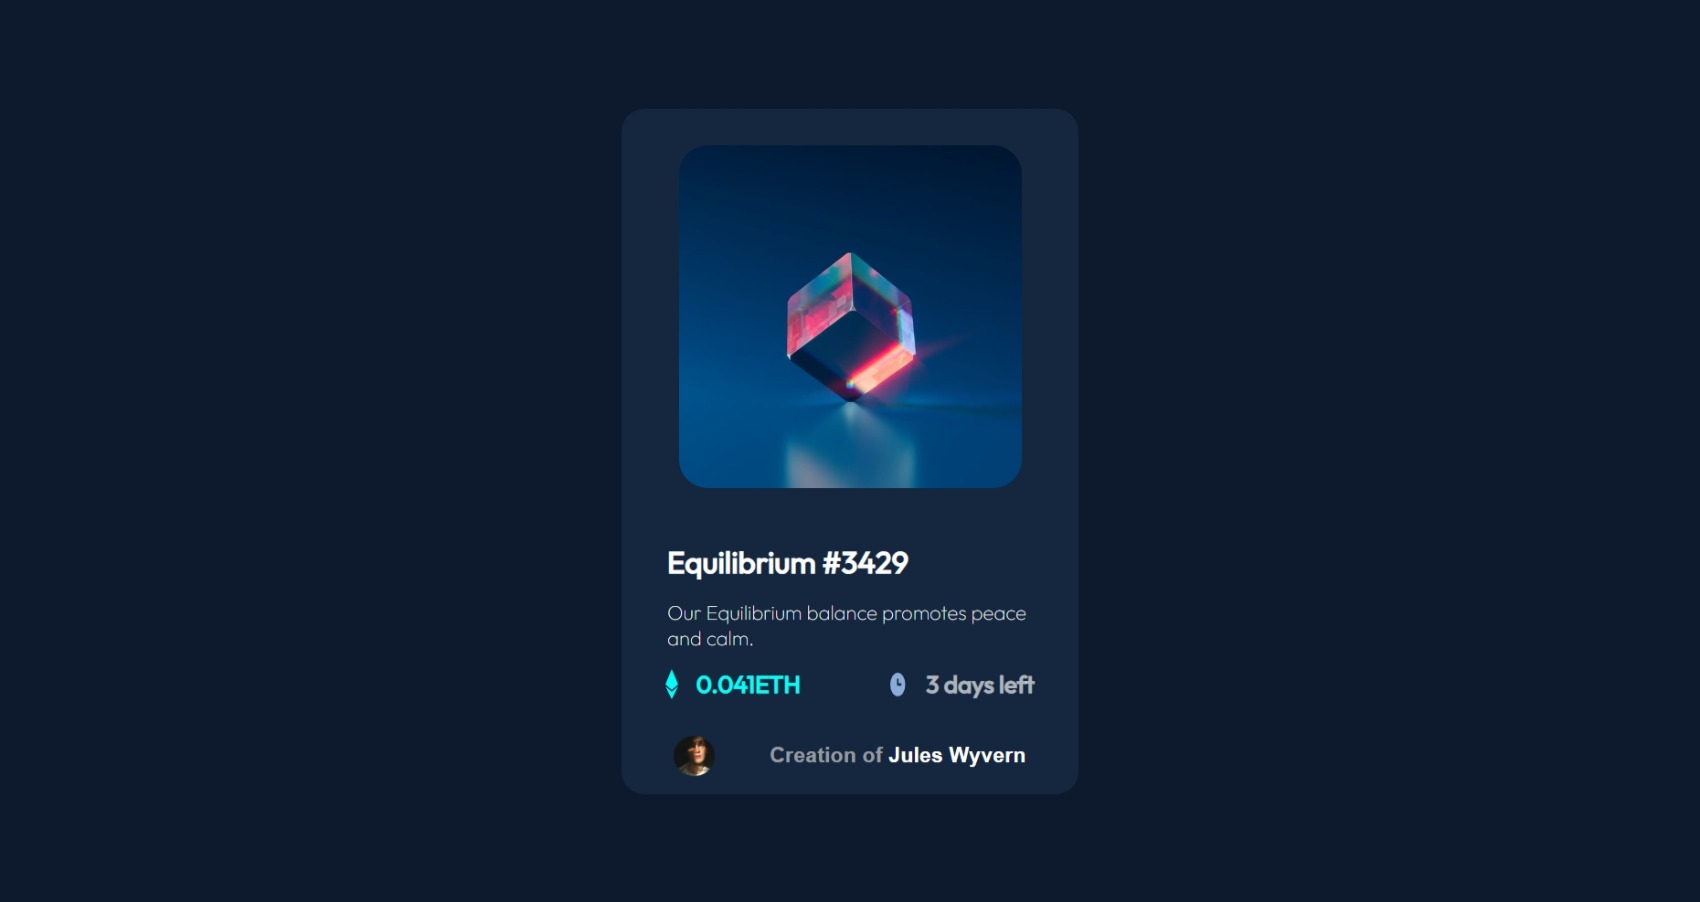 Equilibrium #3429
Our Equilibrium balance promotes peace
and calm.
0.041ETH
3 days left
Creation of Jules Wyvern